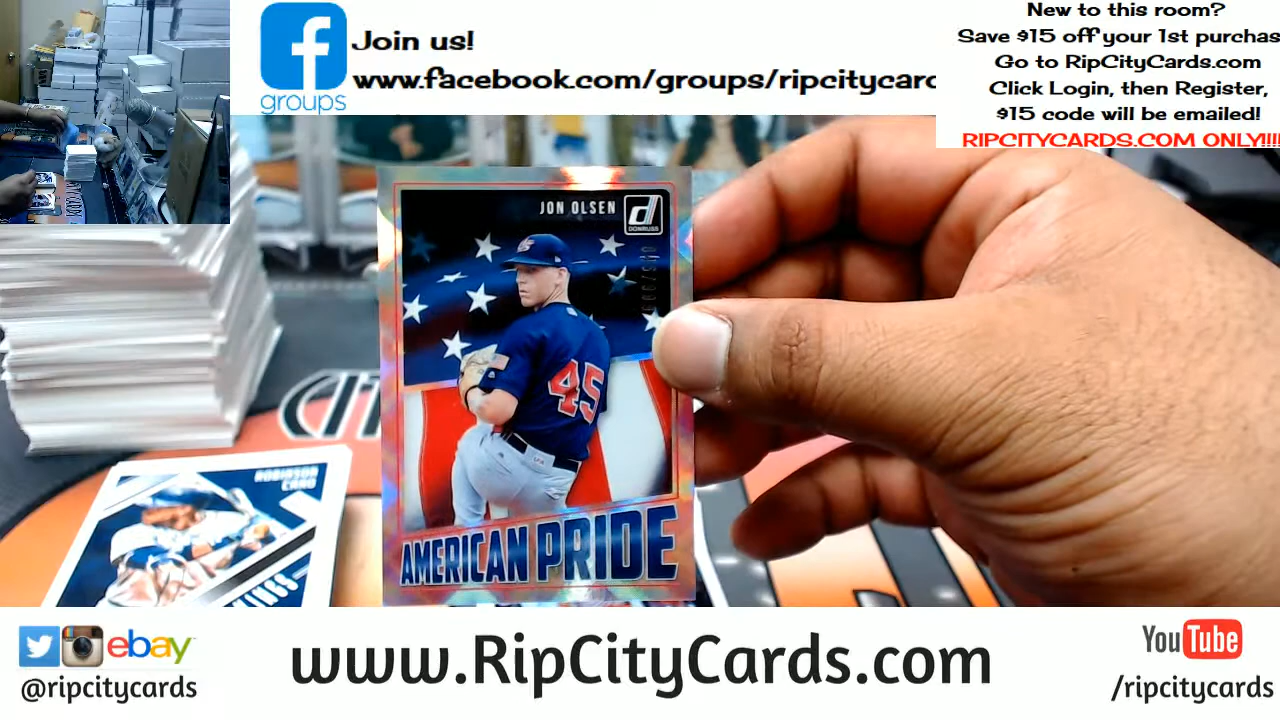 Join us!
www.facebook.com/groups/ripcitycarc
groups
New to this room?
Save $15 off your 1st purchas
Go to RipCityCards.com
Click Login, then Register,
$15 code will be emailed!
RIPCITYCARDS.COM ONLY!!!!
JON OLSEN
DONRUSS
45
AMERICAN PRIDE
ROBINSON
CANO
ebay
@ripcitycards
www.RipCityCards.com
YouTube
/ripcitycards